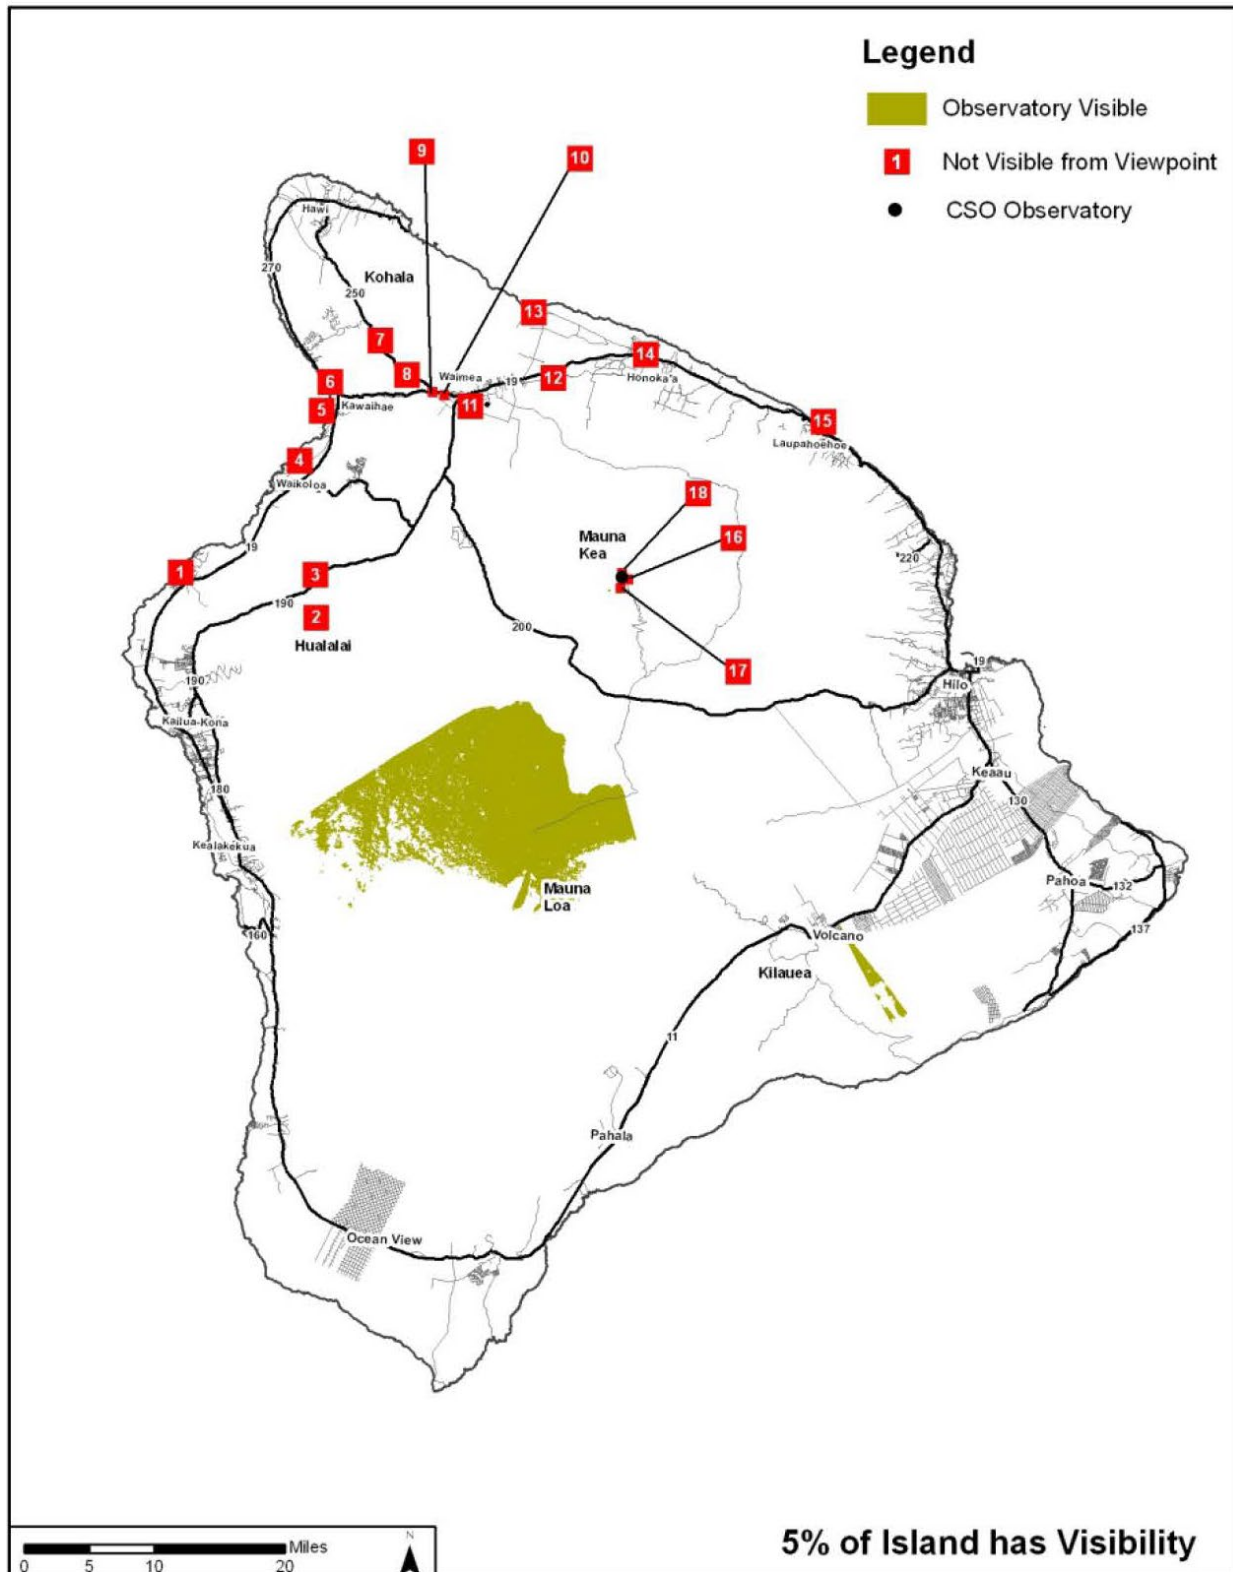 Legend
Observatory Visible
1 Not Visible from Viewpoint
CSO Observatory
9
10
Hawi
270
Kohala
250
13
7
14
8
Waimea
19
12
Honoka'a
6
5
Kawaihae
11
15
Laupahoehoe
4
Waikoloa
18
Mauna
Kea
16
19
220
1
3
190
2
Hualalai
200
17
19
Hilo
190
Kailua-Kona
Keaau
180
130
Kealakekua
Mauna
Loa
Pahoa
132
160
Volcano
137
Kilauea
11
Pahala
Ocean View
N
Miles
0 5 10 20
5% of Island has Visibility